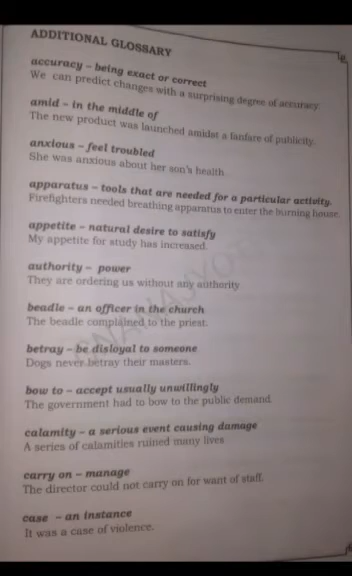 ADDITIONAL GLOSSARY
accuracy – being exact or correct
We can predict changes with a surprising degree of accuracy.
amid – in the middle of
The new product was launched amidst a fanfare of publicity.
anxious – feel troubled
She was anxious about her son's health.
apparatus – tools that are needed for a particular activity.
Firefighters needed breathing apparatus to enter the burning house.
appetite – natural desire to satisfy
My appetite for study has increased.
authority – power
They are ordering us without any authority
beadle – an officer in the church
The beadle complained to the priest.
betray – be disloyal to someone
Dogs never betray their masters.
bow to – accept usually unwillingly
The government had to bow to the public demand.
calamity – a serious event causing damage
A series of calamities ruined many lives
carry on – manage
The director could not carry on for want of staff.
case – an instance
It was a case of violence.